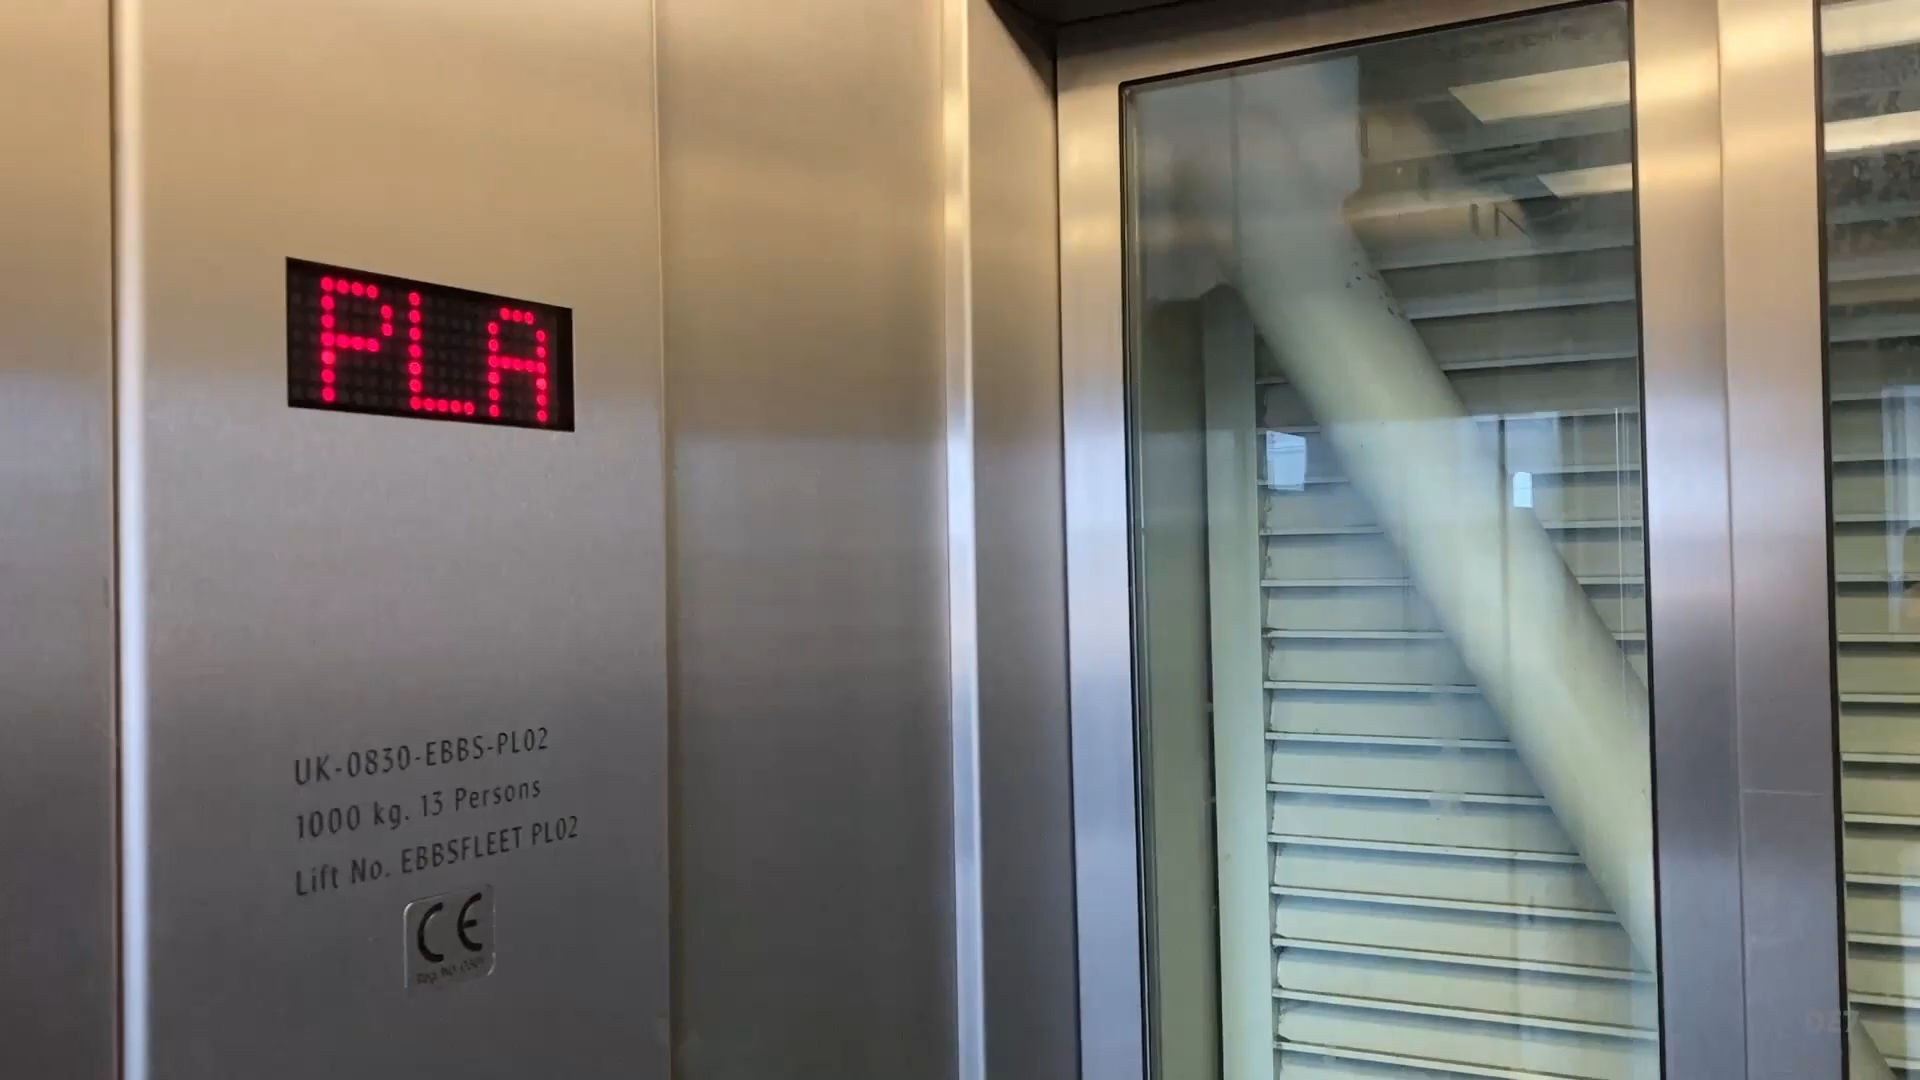 PLA
UK-0830-EBBS-PL02
1000 kg. 13 Persons
Lift No. EBBSFLEET PL02
CE